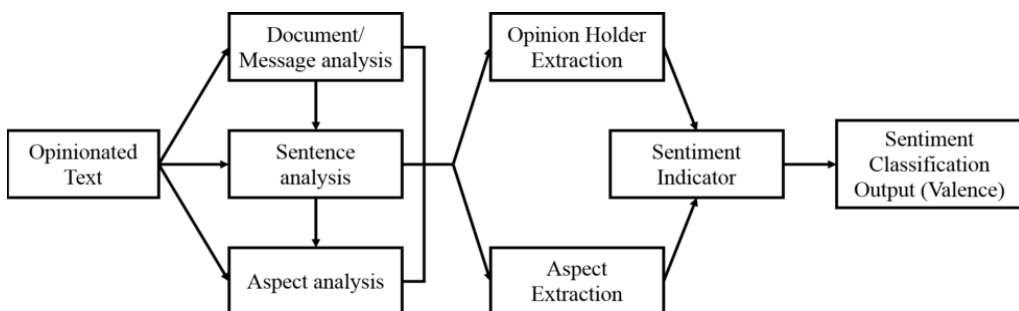 Opinionated
Text
Document/
Message analysis
Sentence
analysis
Aspect analysis
Opinion Holder
Extraction
Aspect
Extraction
Sentiment
Indicator
Sentiment
Classification
Output (Valence)